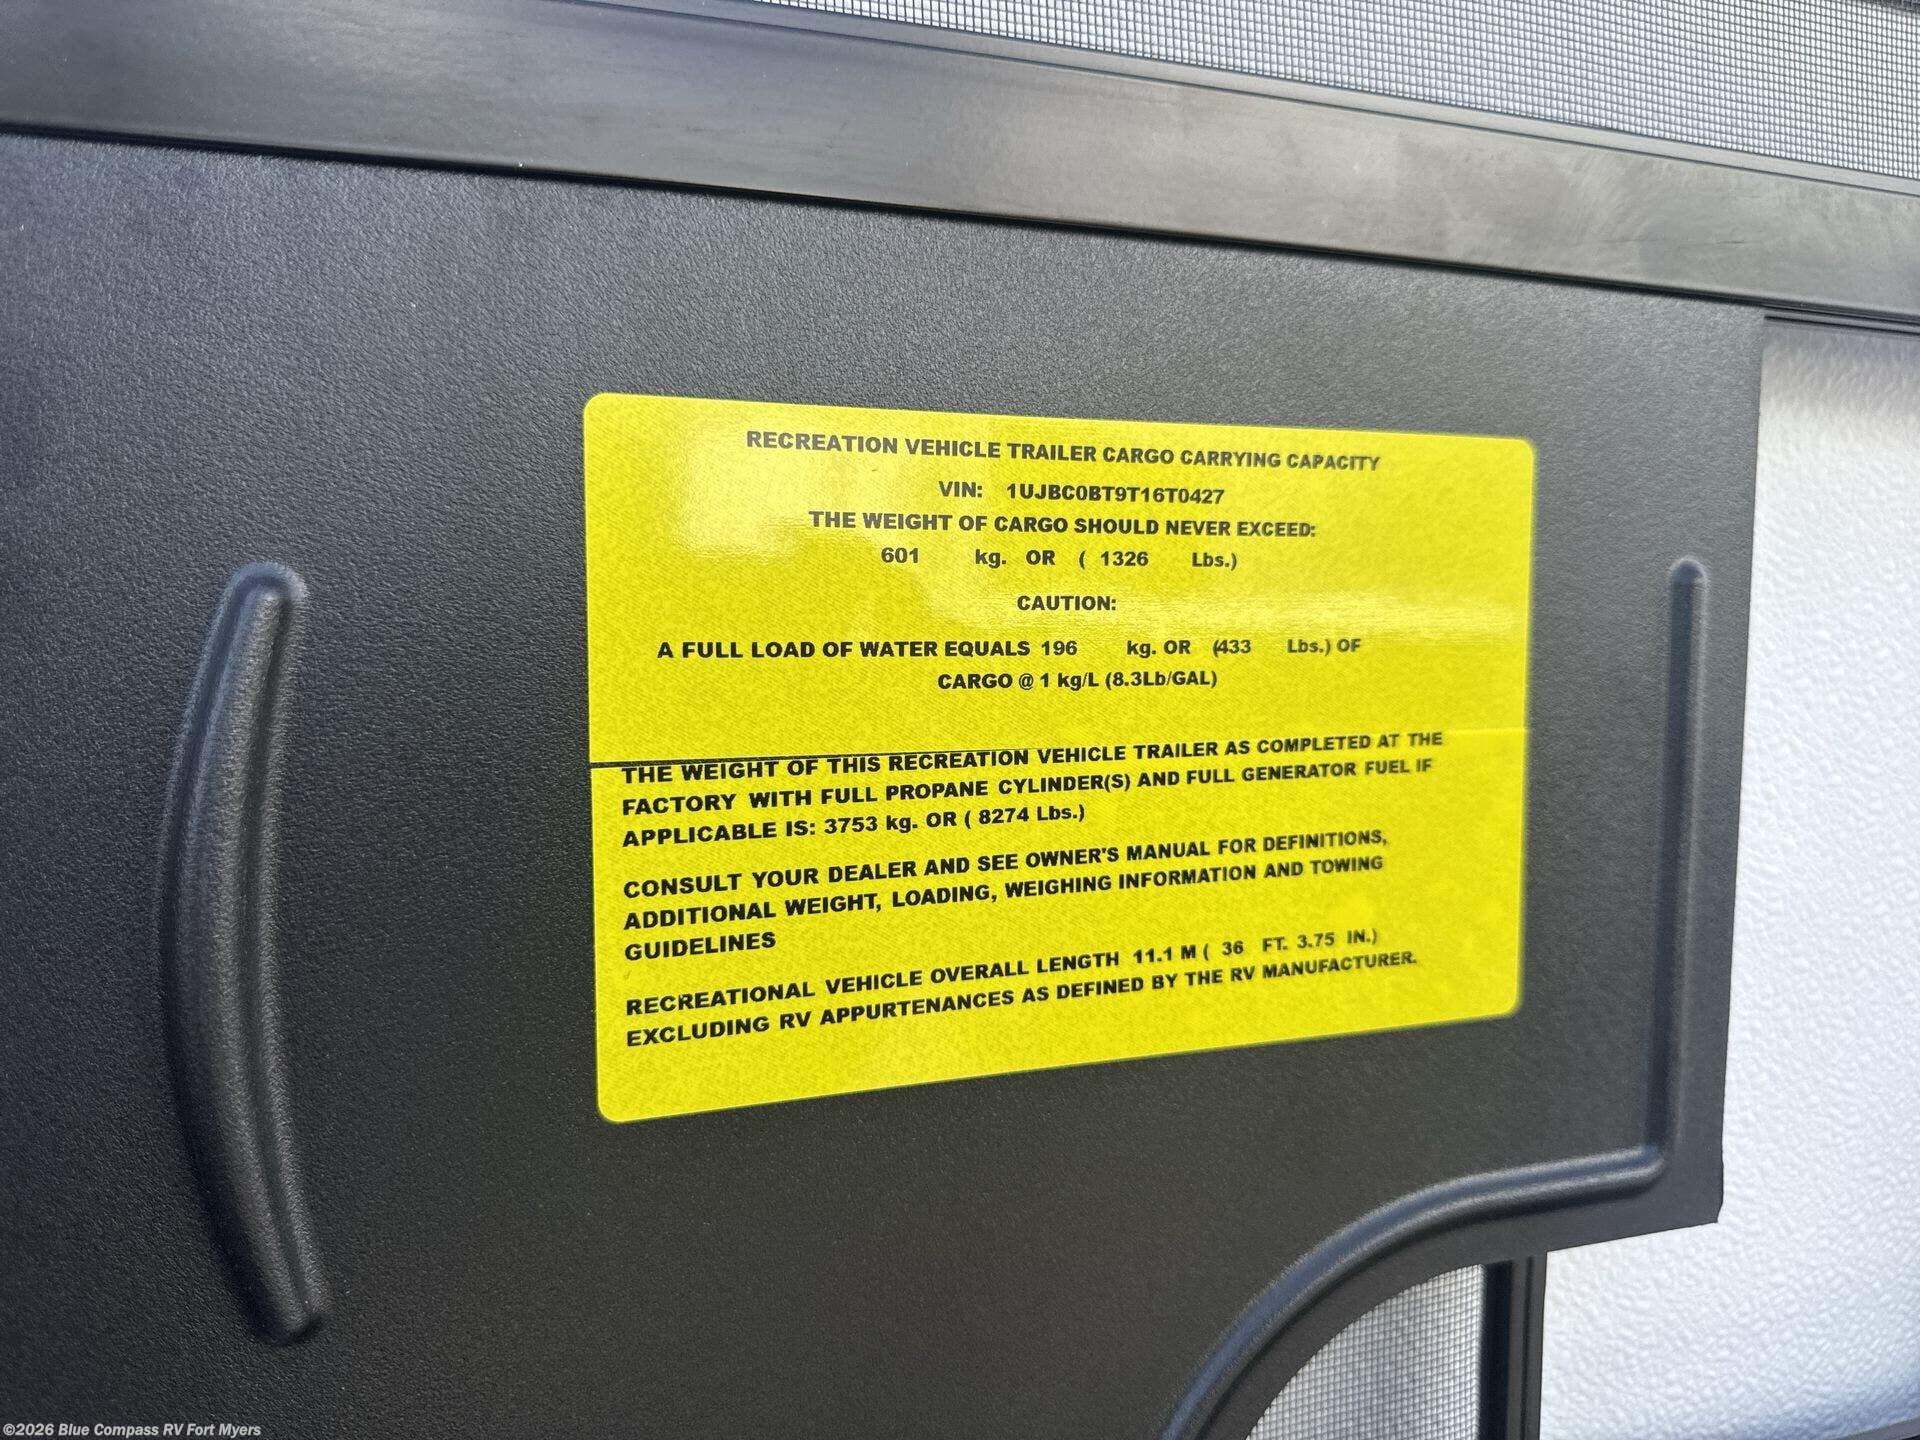 RECREATION VEHICLE TRAILER CARGO CARRYING CAPACITY
VIN: 1UJBC0BT9T16T0427
THE WEIGHT OF CARGO SHOULD NEVER EXCEED:
601 kg. OR ( 1326 Lbs.)
CAUTION:
A FULL LOAD OF WATER EQUALS 196 kg. OR (433 Lbs.) OF
CARGO @ 1 kg/L (8.3Lb/GAL)
THE WEIGHT OF THIS RECREATION VEHICLE TRAILER AS COMPLETED AT THE
FACTORY WITH FULL PROPANE CYLINDER(S) AND FULL GENERATOR FUEL IF
APPLICABLE IS: 3753 kg. OR ( 8274 Lbs.)
CONSULT YOUR DEALER AND SEE OWNER'S MANUAL FOR DEFINITIONS,
ADDITIONAL WEIGHT, LOADING, WEIGHING INFORMATION AND TOWING
GUIDELINES
RECREATIONAL VEHICLE OVERALL LENGTH 11.1 M ( 36 FT. 3.75 IN.)
EXCLUDING RV APPURTENANCES AS DEFINED BY THE RV MANUFACTURER.
©2026 Blue Compass RV Fort Myers